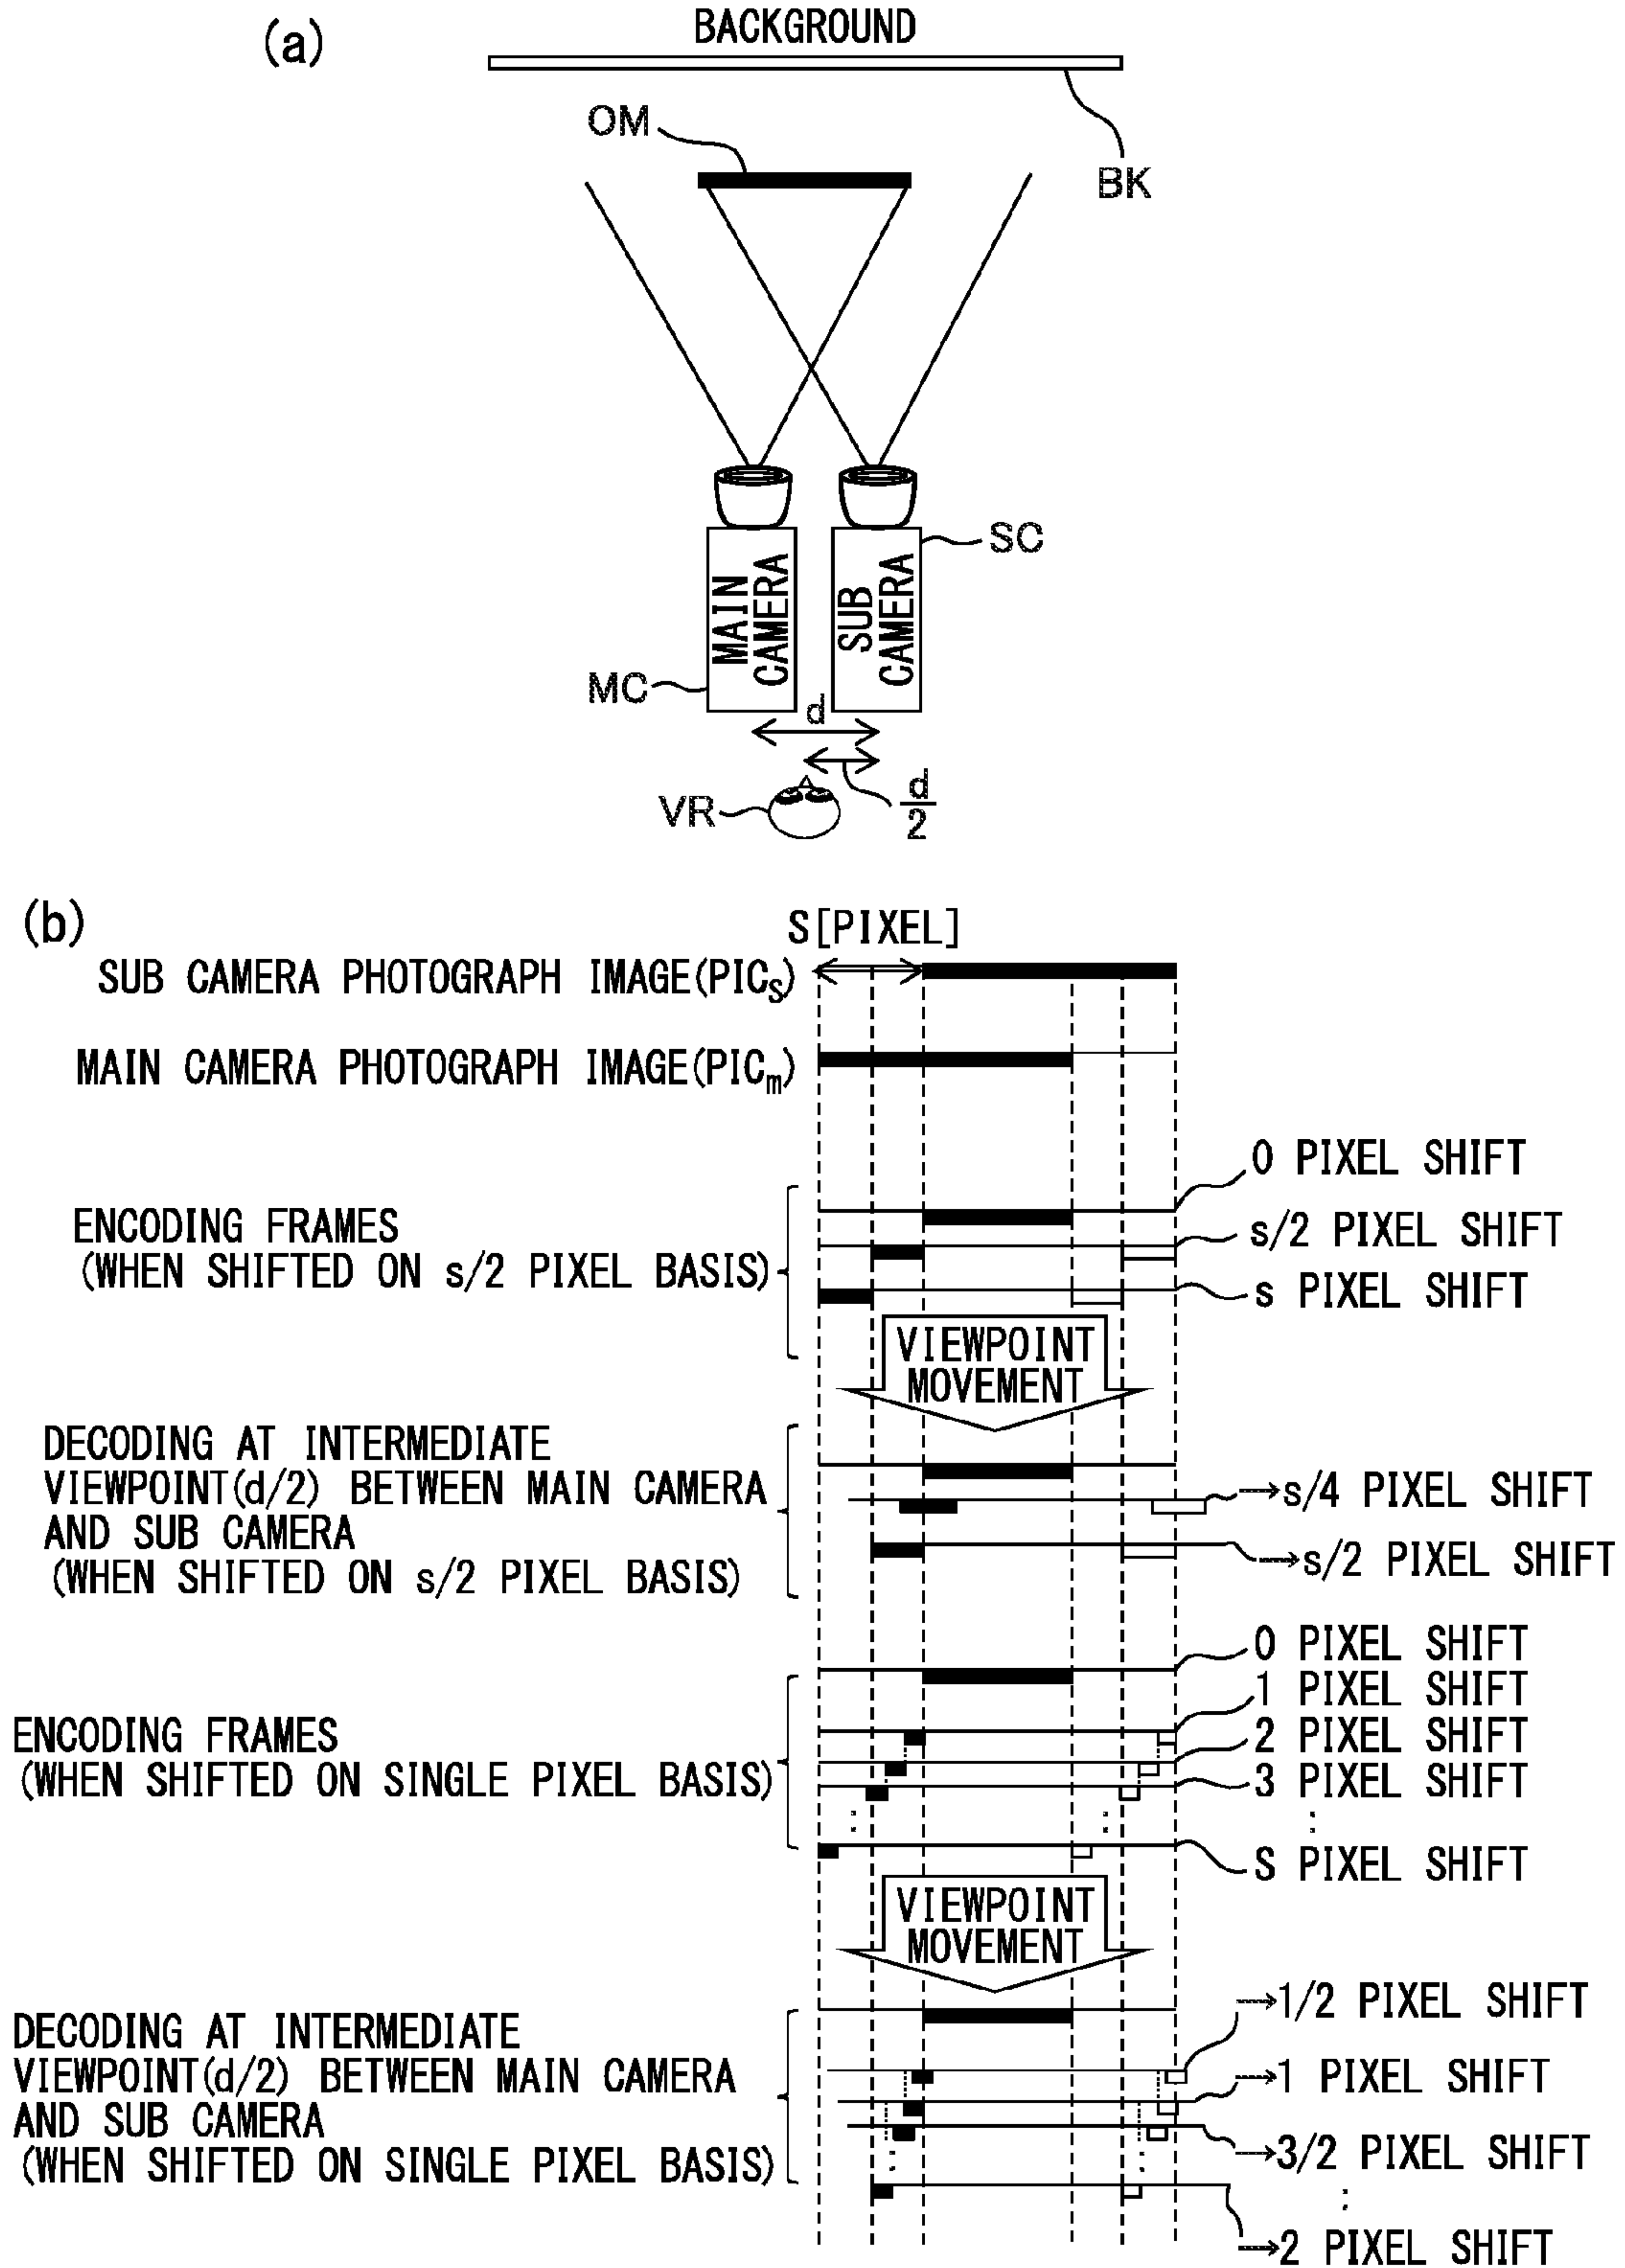 (a)
BACKGROUND
OM
BK
MAIN
CAMERA
SUB
CAMERA
SC
MC
d
d
2
VR
(b)
S[PIXEL]
SUB CAMERA PHOTOGRAPH IMAGE(PICS)
MAIN CAMERA PHOTOGRAPH IMAGE(PICm)
0 PIXEL SHIFT
ENCODING FRAMES
(WHEN SHIFTED ON s/2 PIXEL BASIS)
s/2 PIXEL SHIFT
s PIXEL SHIFT
VIEWPOINT
MOVEMENT
DECODING AT INTERMEDIATE
VIEWPOINT(d/2) BETWEEN MAIN CAMERA
AND SUB CAMERA
(WHEN SHIFTED ON s/2 PIXEL BASIS)
→s/4 PIXEL SHIFT
→s/2 PIXEL SHIFT
0 PIXEL SHIFT
1 PIXEL SHIFT
2 PIXEL SHIFT
3 PIXEL SHIFT
S PIXEL SHIFT
ENCODING FRAMES
(WHEN SHIFTED ON SINGLE PIXEL BASIS)
VIEWPOINT
MOVEMENT
DECODING AT INTERMEDIATE
VIEWPOINT(d/2) BETWEEN MAIN CAMERA
AND SUB CAMERA
(WHEN SHIFTED ON SINGLE PIXEL BASIS)
→1/2 PIXEL SHIFT
→1 PIXEL SHIFT
→3/2 PIXEL SHIFT
→2 PIXEL SHIFT